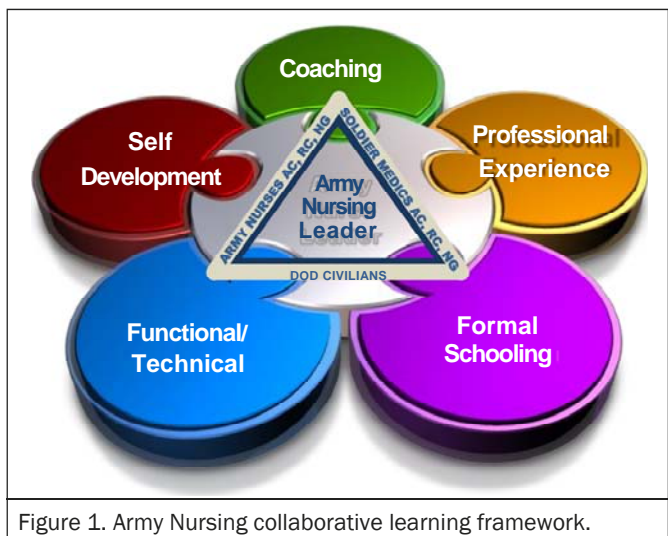 Coaching
Self
Development
Professional
Experience
ARMY NURSES AC, RC, NG
SOLDIER MEDICS AC, RC, NG
Army
Nursing
Leader
DOD CIVILIANS
Functional/
Technical
Formal
Schooling
Figure 1. Army Nursing collaborative learning framework.